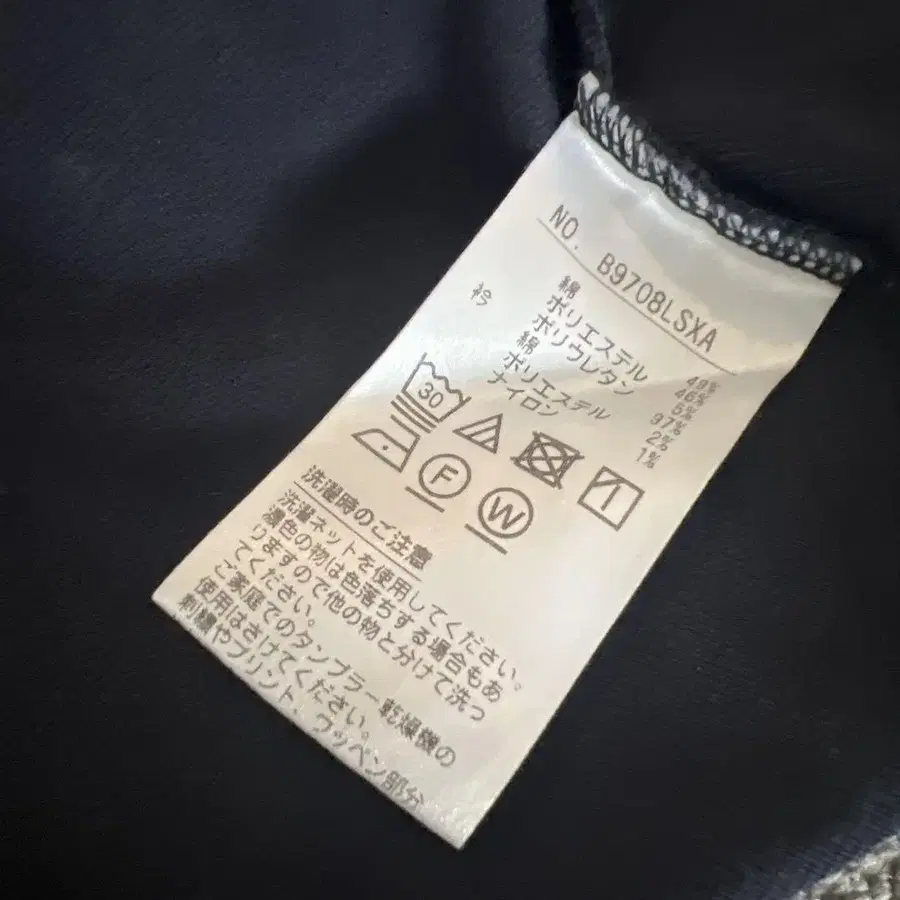 NO. B9708LSXA
綿 49%
ポリエステル 46%
ポリウレタン 5%
衿 綿 97%
ポリエステル 2%
ナイロン 1%
30
F
W
洗濯時のご注意
洗濯ネットを使用してください。
濃色の物は色落ちする場合もあ
りますので他の物と分けて洗っ
てください。
ご家庭でのタンブラー乾燥機の
使用はさけてください。
刺繍やプリント、ワッペン部分